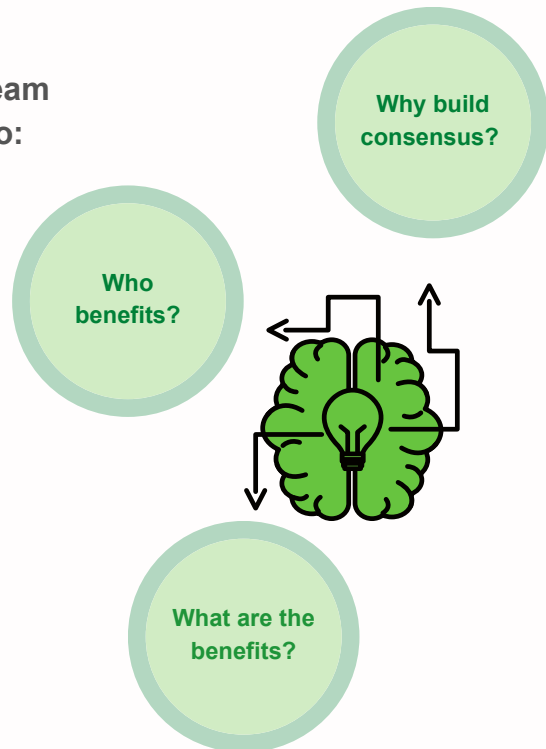 Why build
consensus?
Who
benefits?
What are the
benefits?